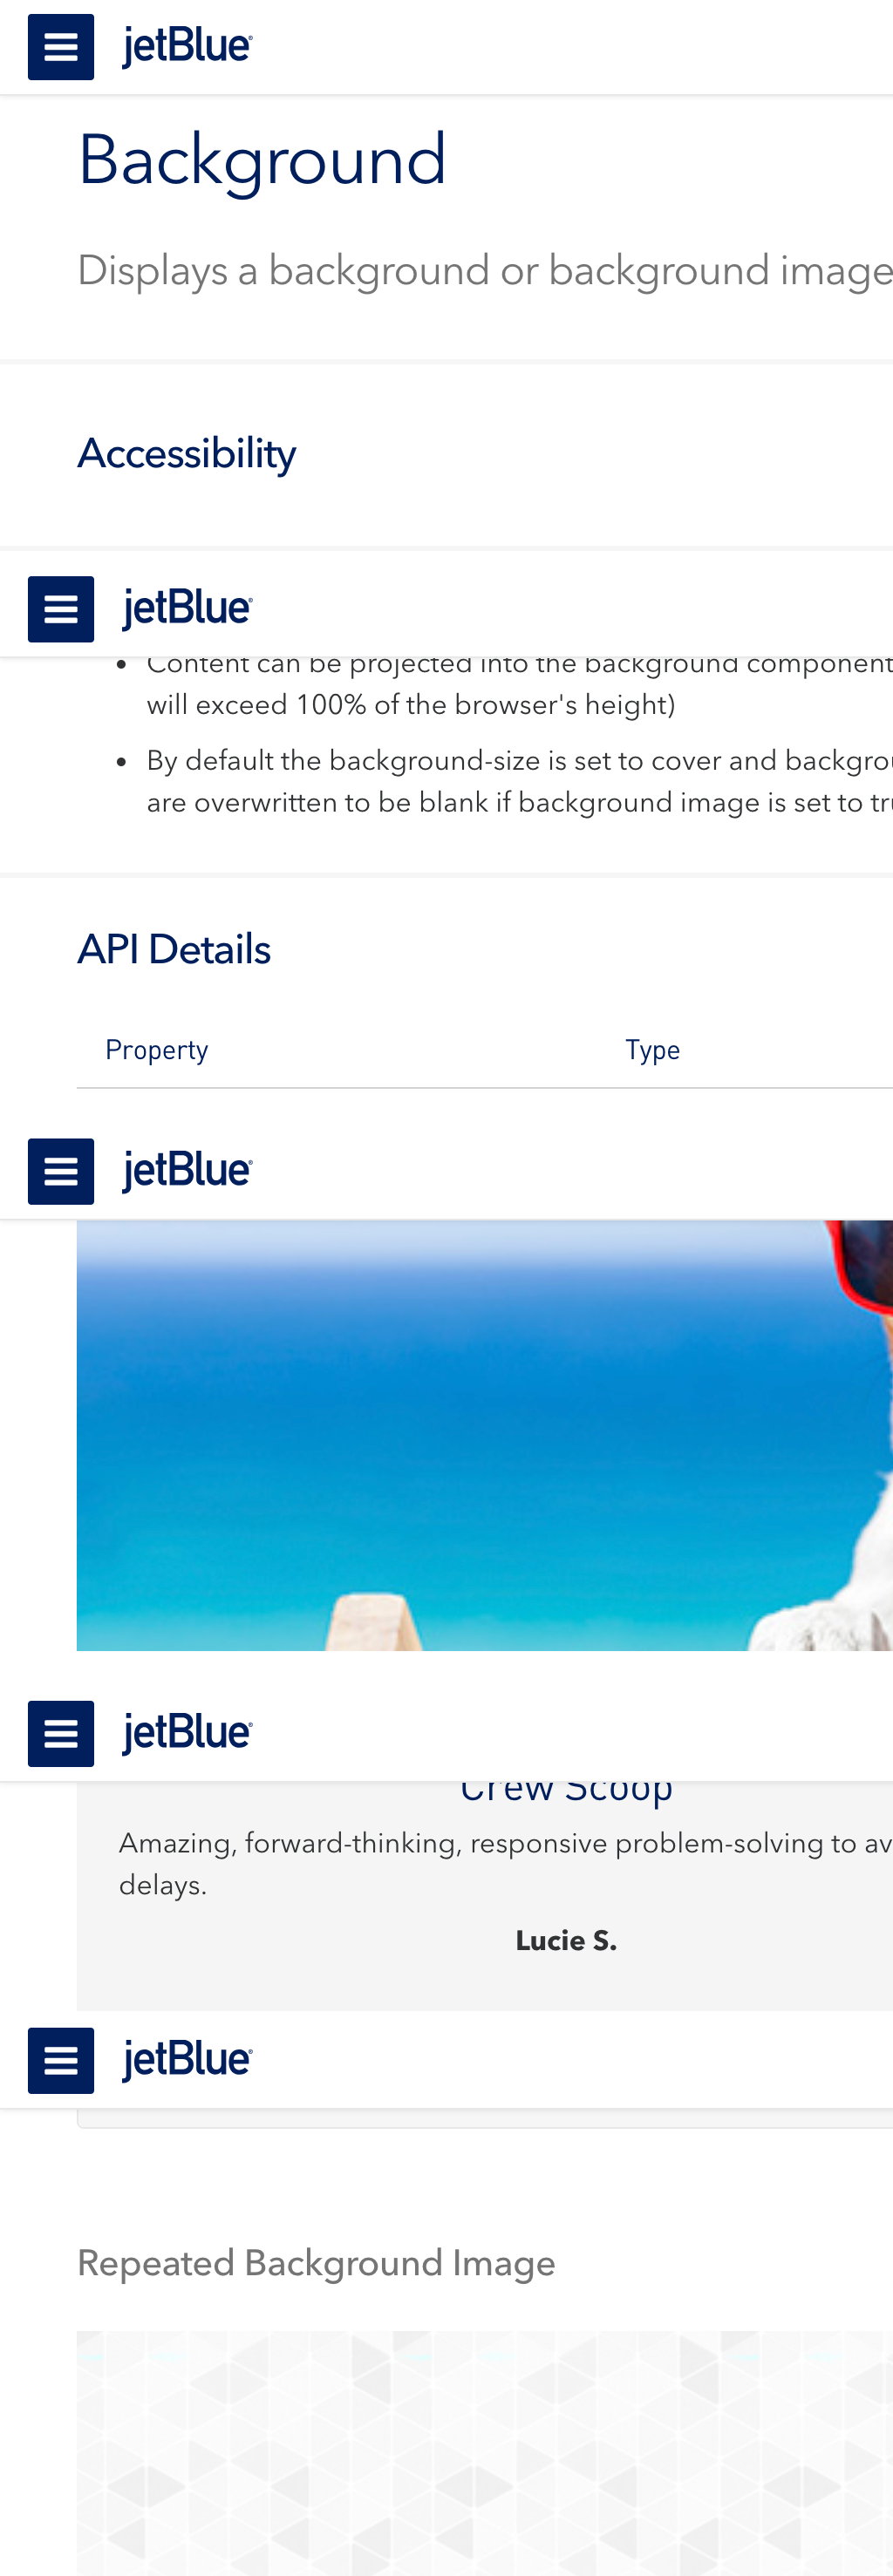 jetBlue
Background
Displays a background or background image
Accessibility
jetBlue
Content can be projected into the background component
will exceed 100% of the browser's height)
By default the background-size is set to cover and
are overwritten to be blank if background image is set to
jetBlue
API Details
Property Type
jetBlue
Crew Scoop
Amazing, forward-thinking, responsive problem-solving to
delays.
Lucie S.
jetBlue
Repeated Background Image